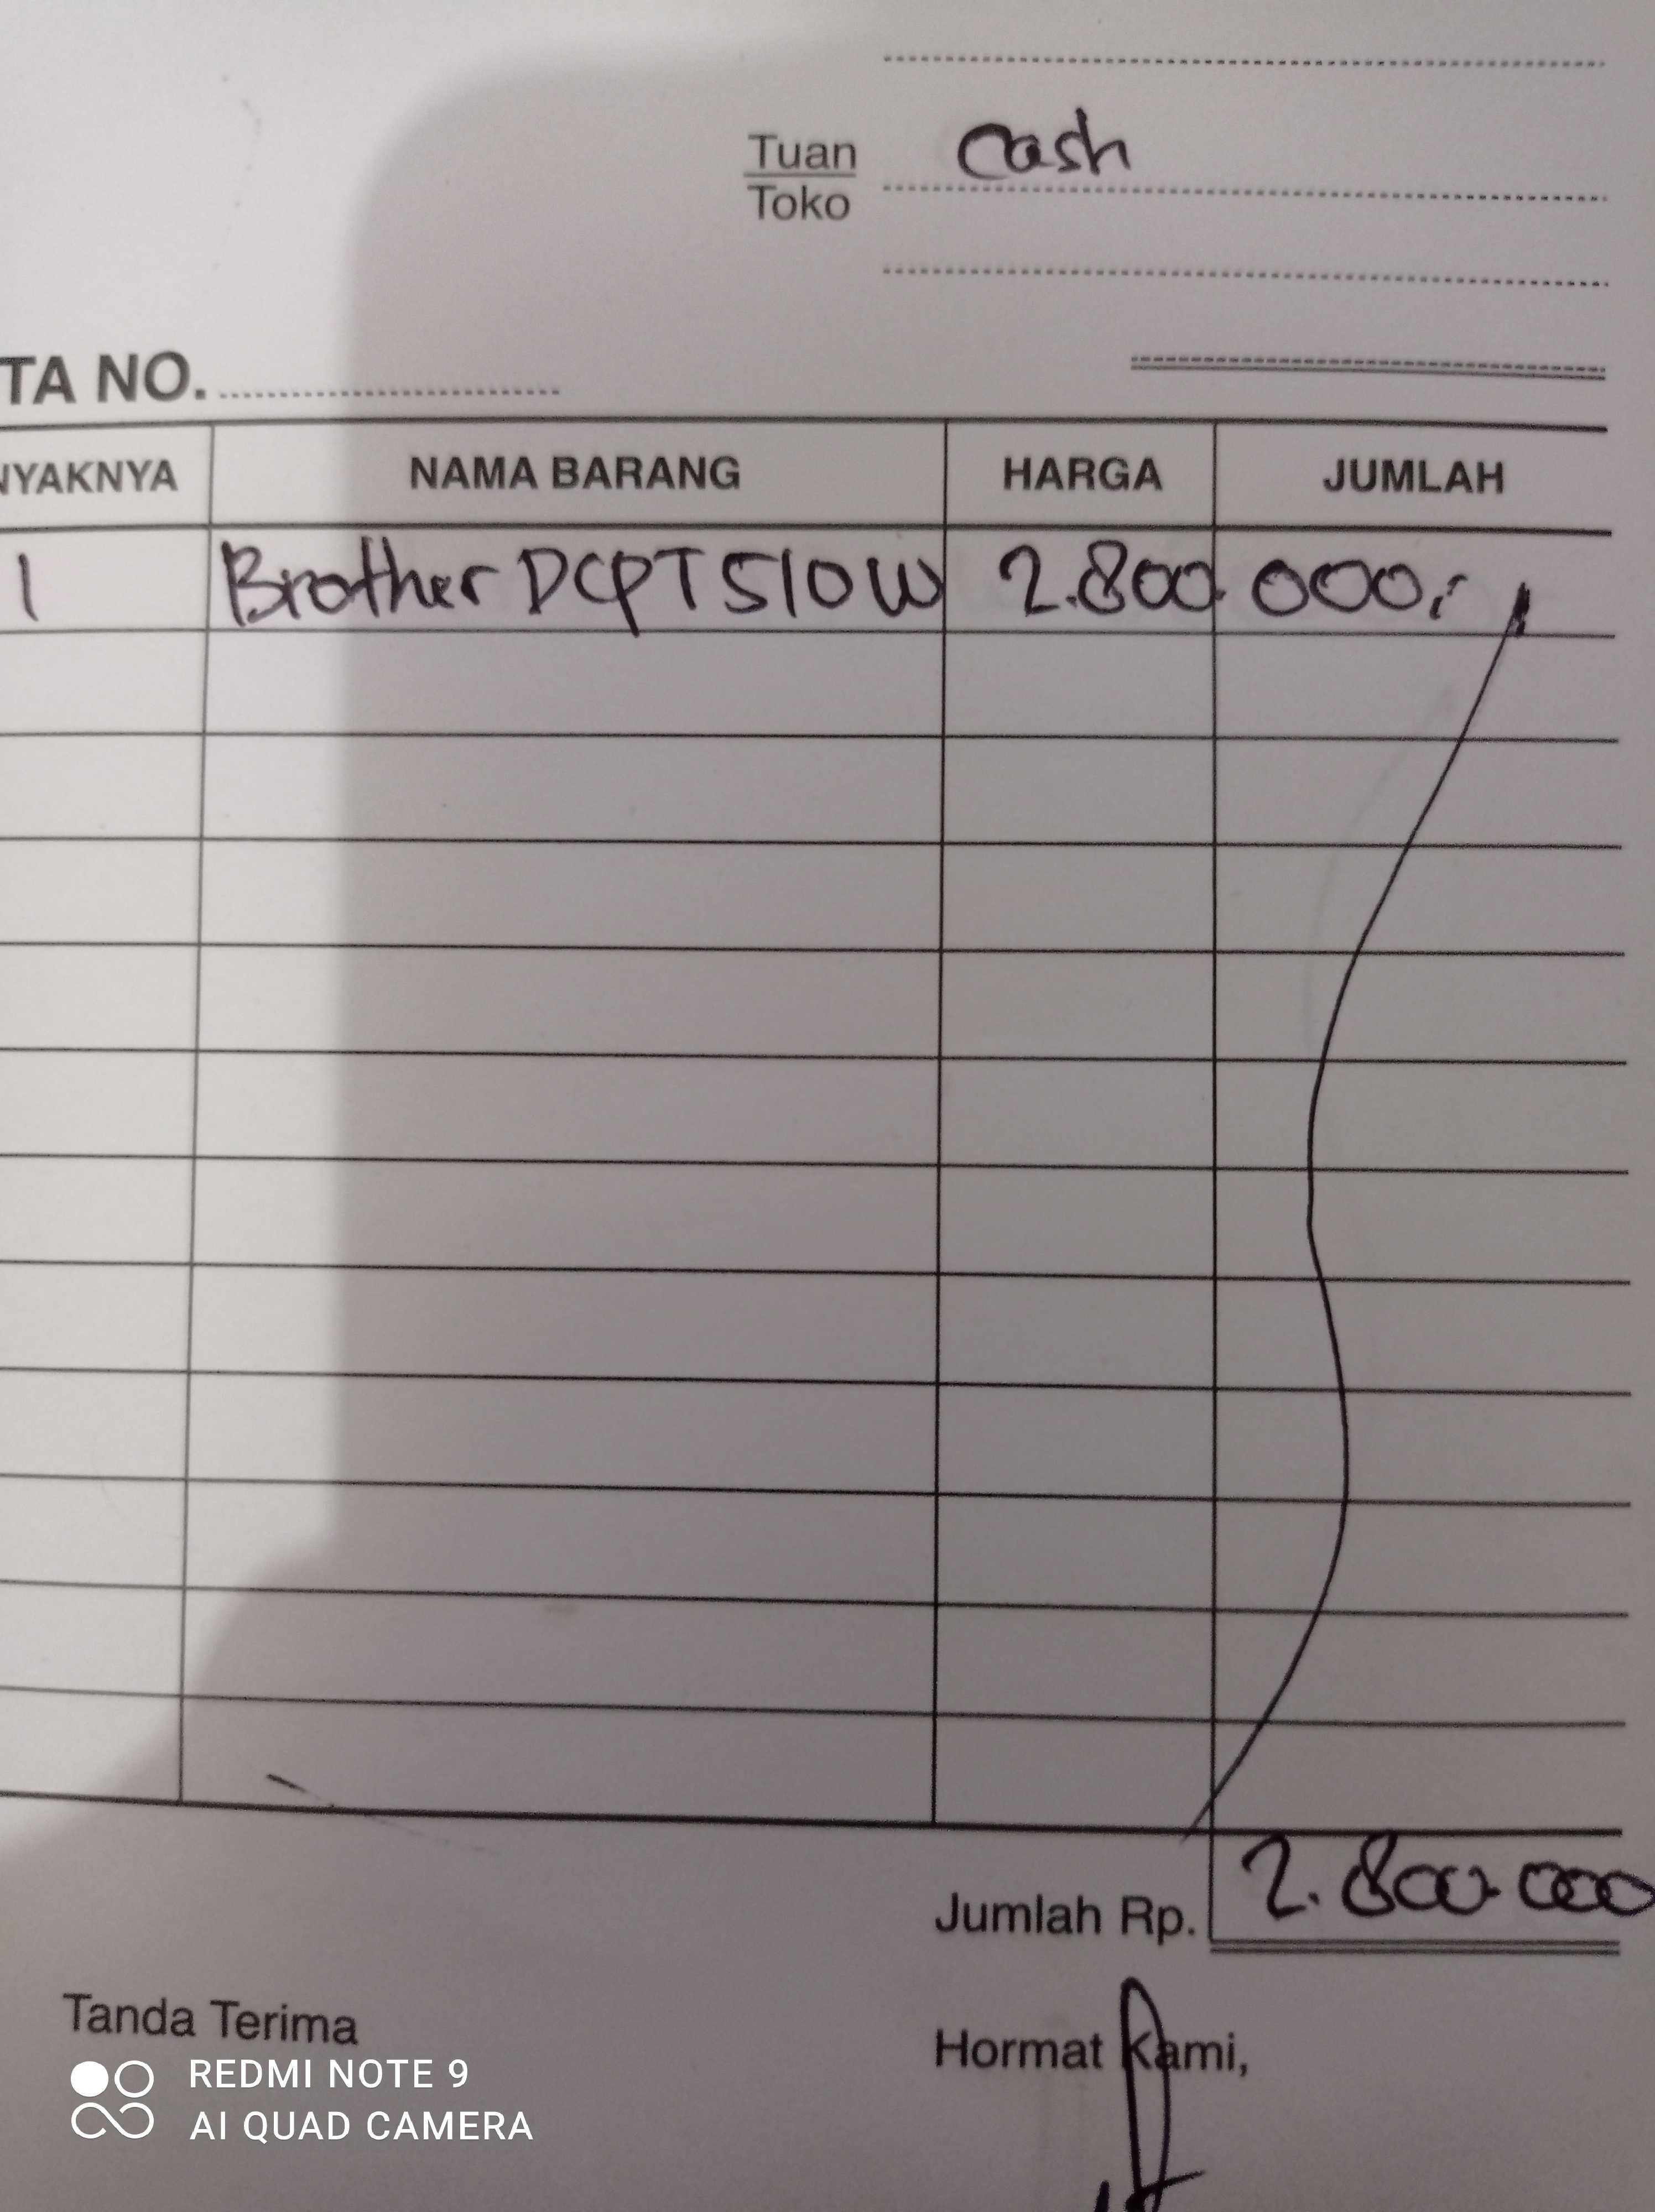 Cash
Tuan
Toko
TA NO.
NYAKNYA NAMA BARANG HARGA JUMLAH
1 Brother DCPT510W 2.800.000,-
Jumlah Rp. 2.800.000
Tanda Terima
Hormat Kami,
REDMI NOTE 9
AI QUAD CAMERA